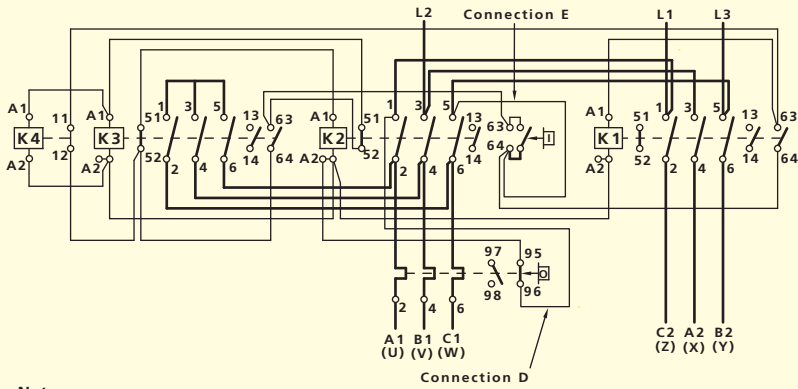 L2 Connection E L1 L3
A1 11 A1 51 1 3 5 13 63 A1 51 1 3 5 13 63 A1 51 1 3 5 13 63
K4 K3 K2 I K1
A2 12 A2 52 2 4 6 14 64 A2 52 2 4 6 14 64 A2 52 2 4 6 14 64
97 95
O
98 96
2 4 6
A1 B1 C1 C2 A2 B2
(U) (V) (W) (Z) (X) (Y)
Connection D